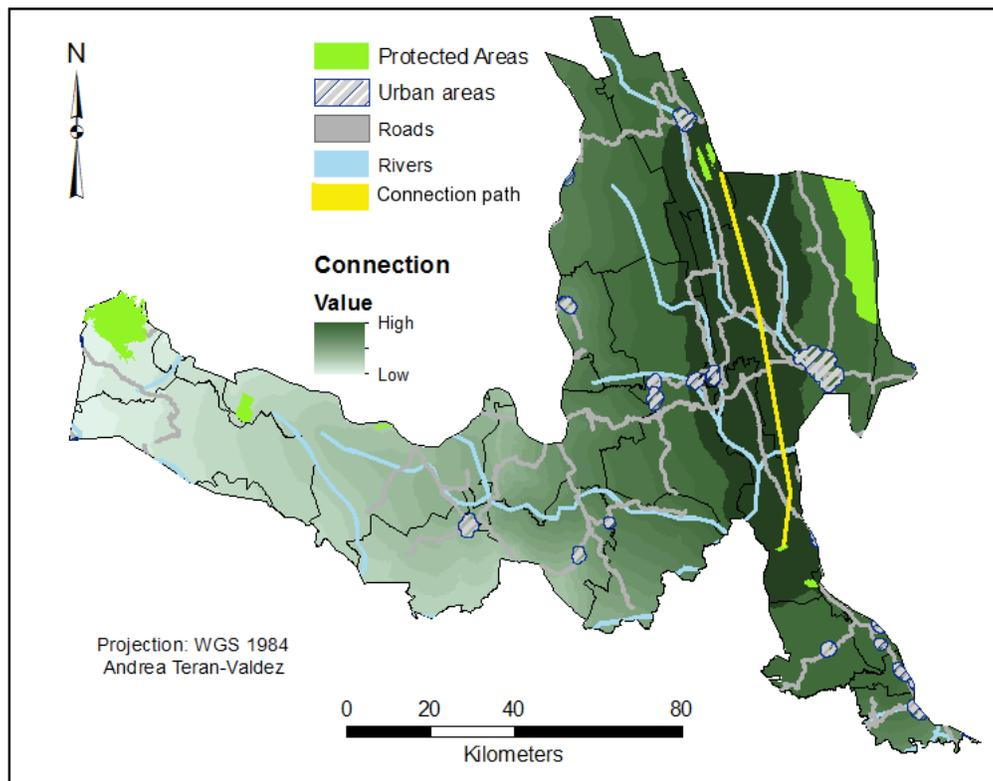 N
Protected Areas
Urban areas
Roads
Rivers
Connection path
Connection
Value
High
Low
Projection: WGS 1984
Andrea Teran-Valdez
0 20 40 80
Kilometers